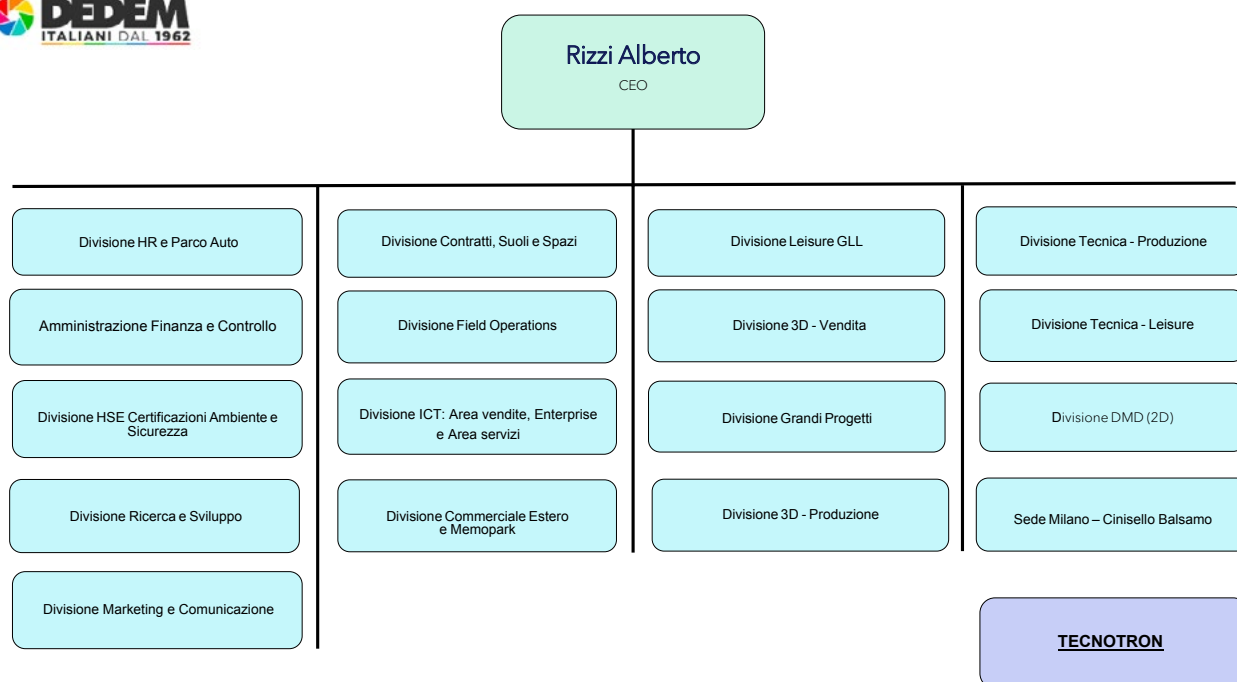 DEDEM
ITALIANI DAL 1962
Rizzi Alberto
CEO
Divisione HR e Parco Auto
Amministrazione Finanza e Controllo
Divisione HSE Certificazioni Ambiente e
Sicurezza
Divisione Ricerca e Sviluppo
Divisione Marketing e Comunicazione
Divisione Contratti, Suoli e Spazi
Divisione Field Operations
Divisione ICT: Area vendite, Enterprise
e Area servizi
Divisione Commerciale Estero
e Memopark
Divisione Leisure GLL
Divisione 3D - Vendita
Divisione Grandi Progetti
Divisione 3D - Produzione
Divisione Tecnica - Produzione
Divisione Tecnica - Leisure
Divisione DMD (2D)
Sede Milano – Cinisello Balsamo
TECNOTRON